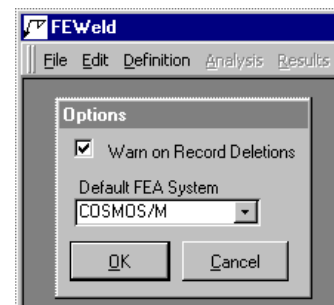 FEWeld
File Edit Definition Analysis Results
Options
Warn on Record Deletions
Default FEA System
COSMOS/M
OK Cancel